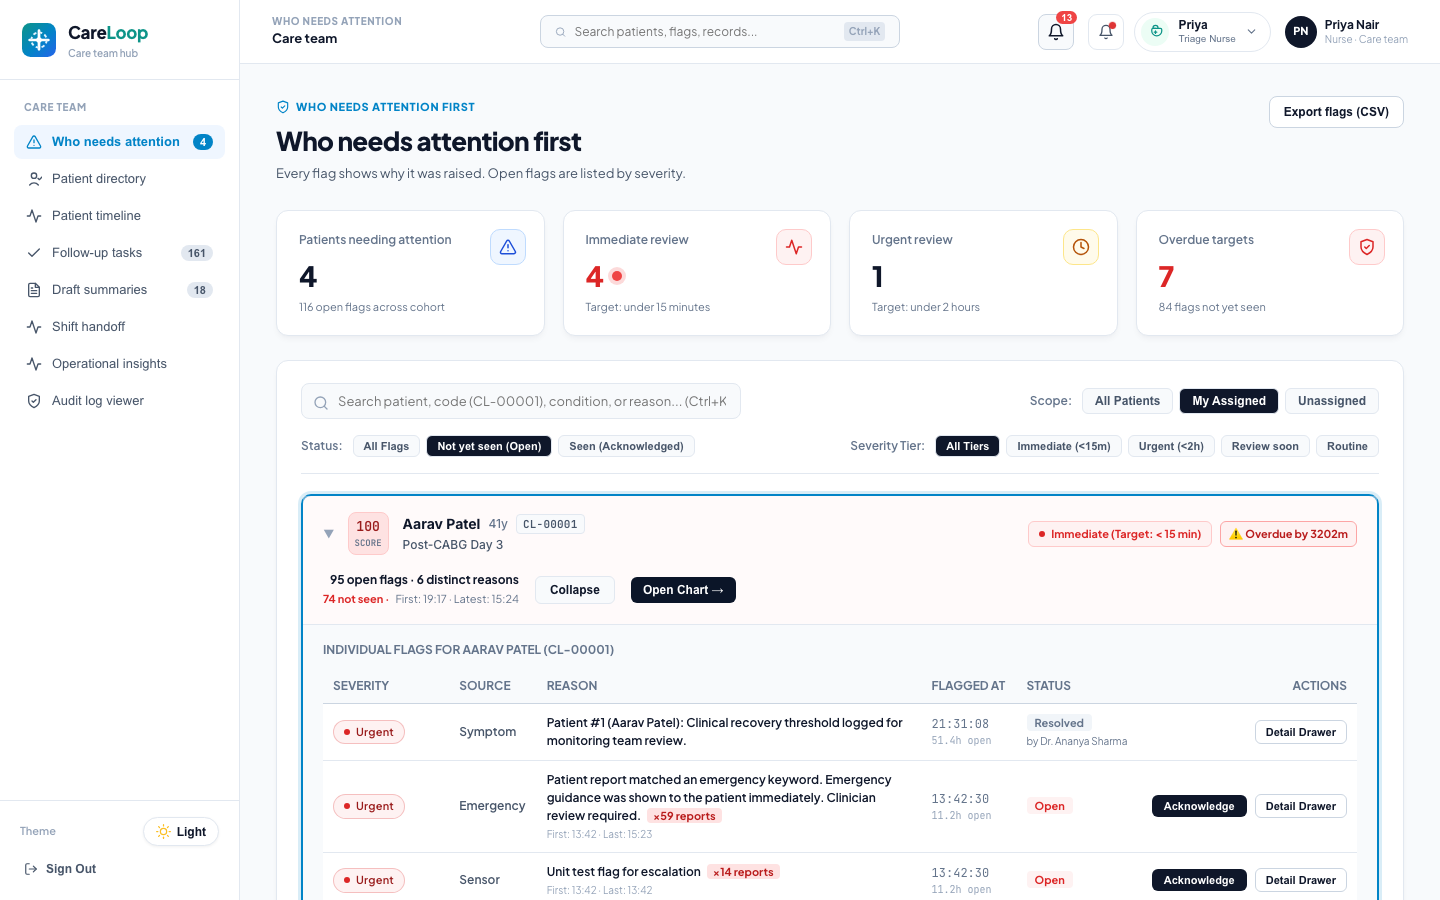 CareLoop
Care team hub
CARE TEAM
Who needs attention 4
Patient directory
Patient timeline
Follow-up tasks 161
Draft summaries 18
Shift handoff
Operational insights
Audit log viewer
Theme Light
Sign Out
WHO NEEDS ATTENTION
Care team
Search patients, flags, records... Ctrl+K
13
Priya
Triage Nurse
PN
Priya Nair
Nurse · Care team
WHO NEEDS ATTENTION FIRST
Who needs attention first
Every flag shows why it was raised. Open flags are listed by severity.
Export flags (CSV)
Patients needing attention
4
116 open flags across cohort
Immediate review
4
Target: under 15 minutes
Urgent review
1
Target: under 2 hours
Overdue targets
7
84 flags not yet seen
Search patient, code (CL-00001), condition, or reason... (Ctrl+K
Scope: All Patients My Assigned Unassigned
Status: All Flags Not yet seen (Open) Seen (Acknowledged)
Severity Tier: All Tiers Immediate (<15m) Urgent (<2h) Review soon Routine
100
SCORE
Aarav Patel 41y CL-00001
Post-CABG Day 3
Immediate (Target: < 15 min) Overdue by 3202m
95 open flags · 6 distinct reasons
74 not seen · First: 19:17 · Latest: 15:24
Collapse Open Chart →
INDIVIDUAL FLAGS FOR AARAV PATEL (CL-00001)
SEVERITY SOURCE REASON FLAGGED AT STATUS ACTIONS
Urgent Symptom
Patient #1 (Aarav Patel): Clinical recovery threshold logged for
monitoring team review.
21:31:08
51.4h open
Resolved
by Dr. Ananya Sharma
Detail Drawer
Urgent Emergency
Patient report matched an emergency keyword. Emergency
guidance was shown to the patient immediately. Clinician
review required. ×59 reports
First: 13:42 · Last: 15:23
13:42:30
11.2h open
Open
Acknowledge Detail Drawer
Urgent Sensor
Unit test flag for escalation ×14 reports
First: 13:42 · Last: 13:42
13:42:30
11.2h open
Open
Acknowledge Detail Drawer